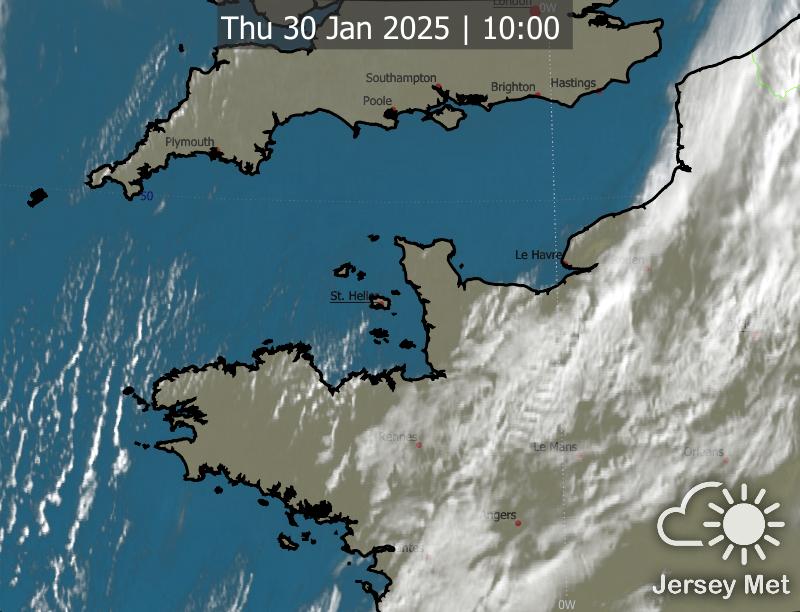 London
0W
Thu 30 Jan 2025 | 10:00
Southampton
Brighton
Hastings
Poole
Plymouth
50
Le Havre
Rouen
St. Helier
Rennes
Le Mans
Orleans
Angers
Nantes
Jersey Met
0W